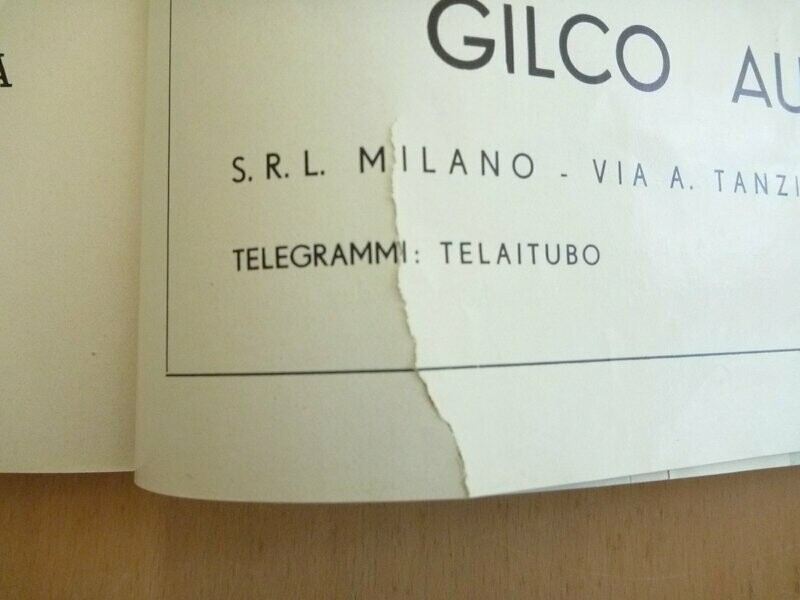 A
GILCO AU
S.R.L. MILANO - VIA A. TANZI
TELEGRAMMI: TELAITUBO